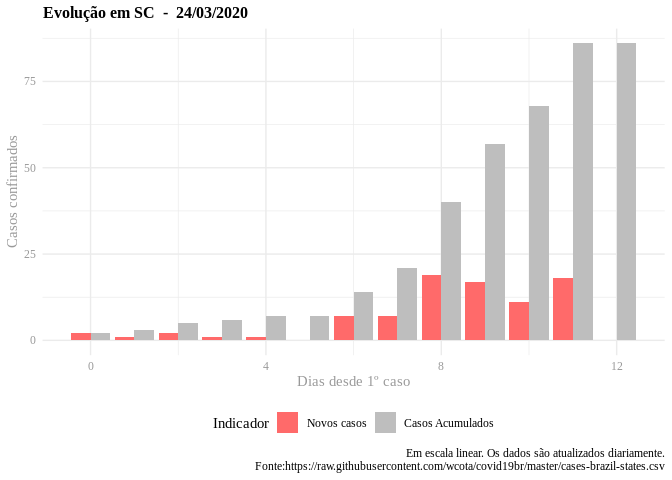 Evolução em SC - 24/03/2020
Casos confirmados
75
50
25
0
0 4 8 12
Dias desde 1º caso
Indicador Novos casos Casos Acumulados
Em escala linear. Os dados são atualizados diariamente.
Fonte:https://raw.githubusercontent.com/wcota/covid19br/master/cases-brazil-states.csv